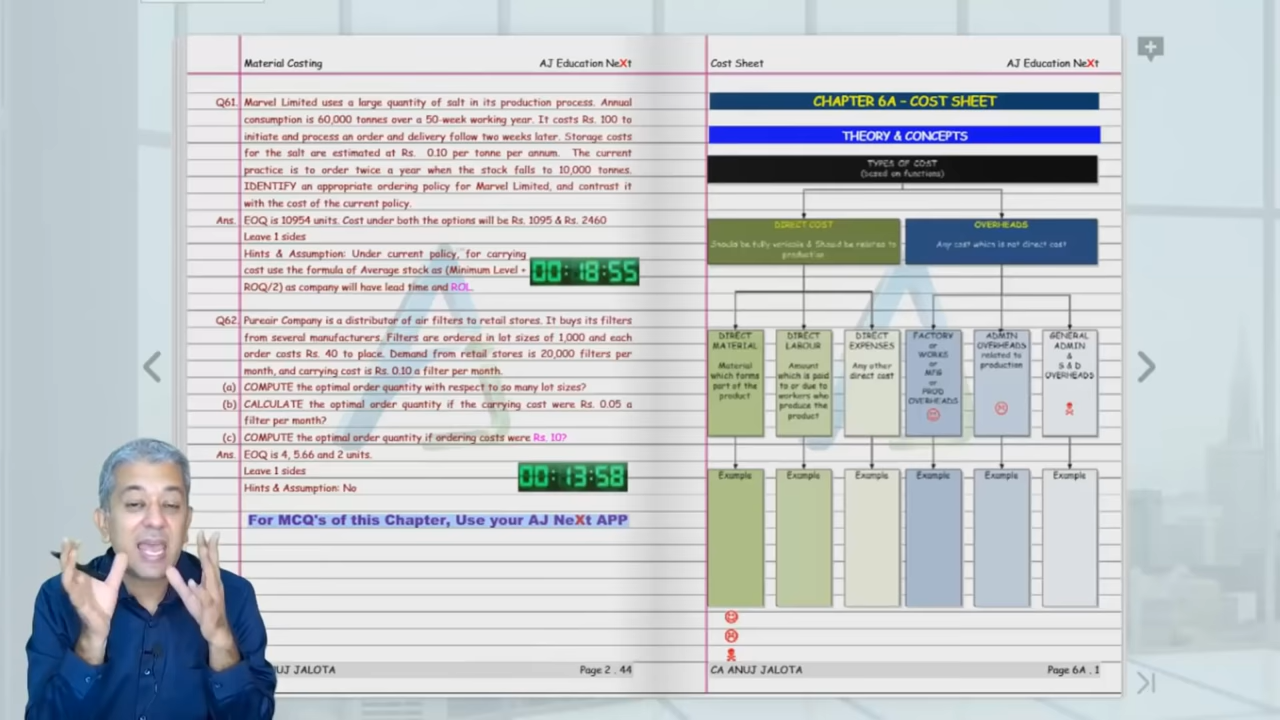 Material Costing
AJ Education NeXt
Q61. Marvel Limited uses a large quantity of salt in its production process. Annual
consumption is 60,000 tonnes over a 50-week working year. It costs Rs. 100 to
initiate and process an order and delivery follow two weeks later. Storage costs
for the salt are estimated at Rs. 0.10 per tonne per annum. The current
practice is to order twice a year when the stock falls to 10,000 tonnes.
IDENTIFY an appropriate ordering policy for Marvel Limited, and contrast it
with the cost of the current policy.
Ans. EOQ is 10954 units. Cost under both the options will be Rs. 1095 & Rs. 2460
Leave 1 sides
Hints & Assumption: Under current policy, for carrying
cost use the formula of Average stock as (Minimum Level +
ROQ/2) as company will have lead time and ROL.
00:18:55
Q62. Pureair Company is a distributor of air filters to retail stores. It buys its filters
from several manufacturers. Filters are ordered in lot sizes of 1,000 and each
order costs Rs. 40 to place. Demand from retail stores is 20,000 filters per
month, and carrying cost is Rs. 0.10 a filter per month.
(a) COMPUTE the optimal order quantity with respect to so many lot sizes?
(b) CALCULATE the optimal order quantity if the carrying cost were Rs. 0.05 a
filter per month?
(c) COMPUTE the optimal order quantity if ordering costs were Rs. 10?
Ans. EOQ is 4, 5.66 and 2 units.
Leave 1 sides
Hints & Assumption: No
00:13:58
For MCQ's of this Chapter, Use your AJ NeXt APP
UJ JALOTA
Page 2 . 44
Cost Sheet
AJ Education NeXt
CHAPTER 6A – COST SHEET
THEORY & CONCEPTS
TYPES OF COST
(based on functions)
DIRECT COST
Should be fully variable & Should be related to
production
OVERHEADS
Any cost which is not direct cost
DIRECT
MATERIAL
Material
which forms
part of the
product
DIRECT
LABOUR
Amount
which is paid
to or due to
workers who
produce the
product
DIRECT
EXPENSES
Any other
direct cost
FACTORY
or
WORKS
or
MFG
or
PROD
OVERHEADS
ADMIN
OVERHEADS
related to
production
GENERAL
ADMIN
&
S & D
OVERHEADS
Example
Example
Example
Example
Example
Example
CA ANUJ JALOTA
Page 6A . 1